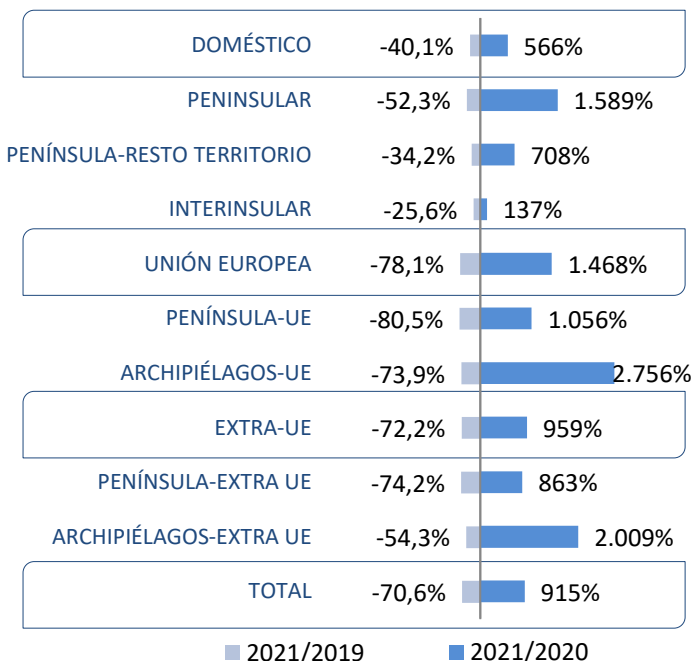 DOMÉSTICO -40,1% 566%
PENINSULAR -52,3% 1.589%
PENÍNSULA-RESTO TERRITORIO -34,2% 708%
INTERINSULAR -25,6% 137%
UNIÓN EUROPEA -78,1% 1.468%
PENÍNSULA-UE -80,5% 1.056%
ARCHIPIÉLAGOS-UE -73,9% 2.756%
EXTRA-UE -72,2% 959%
PENÍNSULA-EXTRA UE -74,2% 863%
ARCHIPIÉLAGOS-EXTRA UE -54,3% 2.009%
TOTAL -70,6% 915%
2021/2019 2021/2020